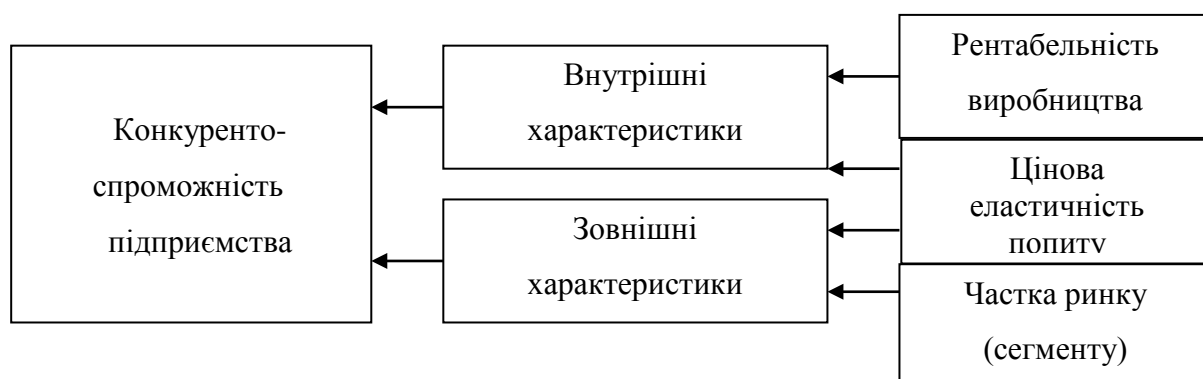 Конкуренто-
спроможність
підприємства
Внутрішні
характеристики
Зовнішні
характеристики
Рентабельність
виробництва
Цінова
еластичність
попиту
Частка ринку
(сегменту)